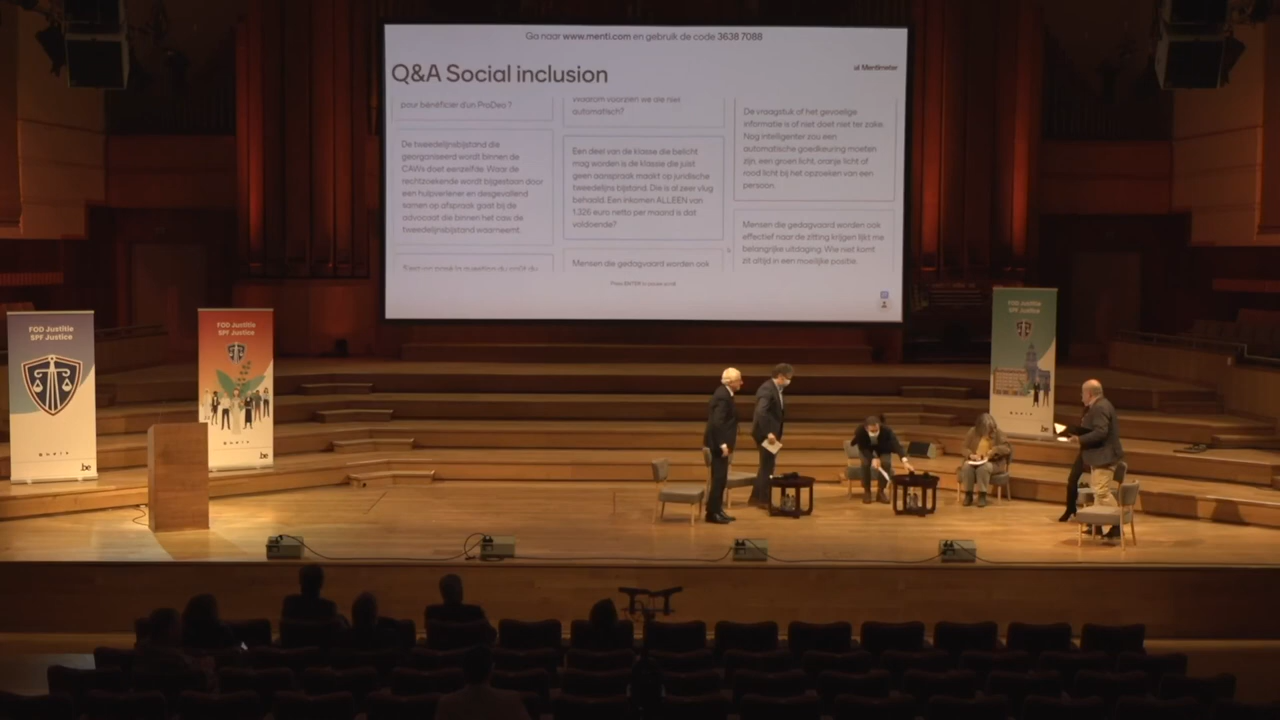 Ga naar www.menti.com en gebruik de code 3638 7088
Q&A Social inclusion
Mentimeter
pour bénéficier d'un ProDeo ?
De tweedelijnsbijstand die
georganiseerd wordt binnen de
CAWs doet eenzelfde. Waar de
rechtzoekende wordt bijgestaan door
een hulpverlener en desgevallend
samen op afspraak gaat bij de
advocaat die binnen het caw de
tweedelijnsbijstand waarneemt.
Waarom voorzien we die niet
automatisch?
Een deel van de klasse die belicht
mag worden is de klasse die juist
geen aanspraak maakt op juridische
tweedelijns bijstand. Die is al zeer vlug
behaald. Een inkomen ALLEEN van
1.326 euro netto per maand is dat
voldoende?
Mensen die gedagvaard worden ook
De vraagstuk of het gevoelige
informatie is of niet doet niet ter zake.
Nog intelligenter zou een
automatische goedkeuring moeten
zijn, een groen licht, oranje licht of
rood licht bij het opzoeken van een
persoon.
Mensen die gedagvaard worden ook
effectief naar de zitting krijgen lijkt me
belangrijke uitdaging. Wie niet komt
zit altijd in een moeilijke positie.
FOD Justitie
SPF Justice
.be
FOD Justitie
SPF Justice
.be
FOD Justitie
SPF Justice
.be